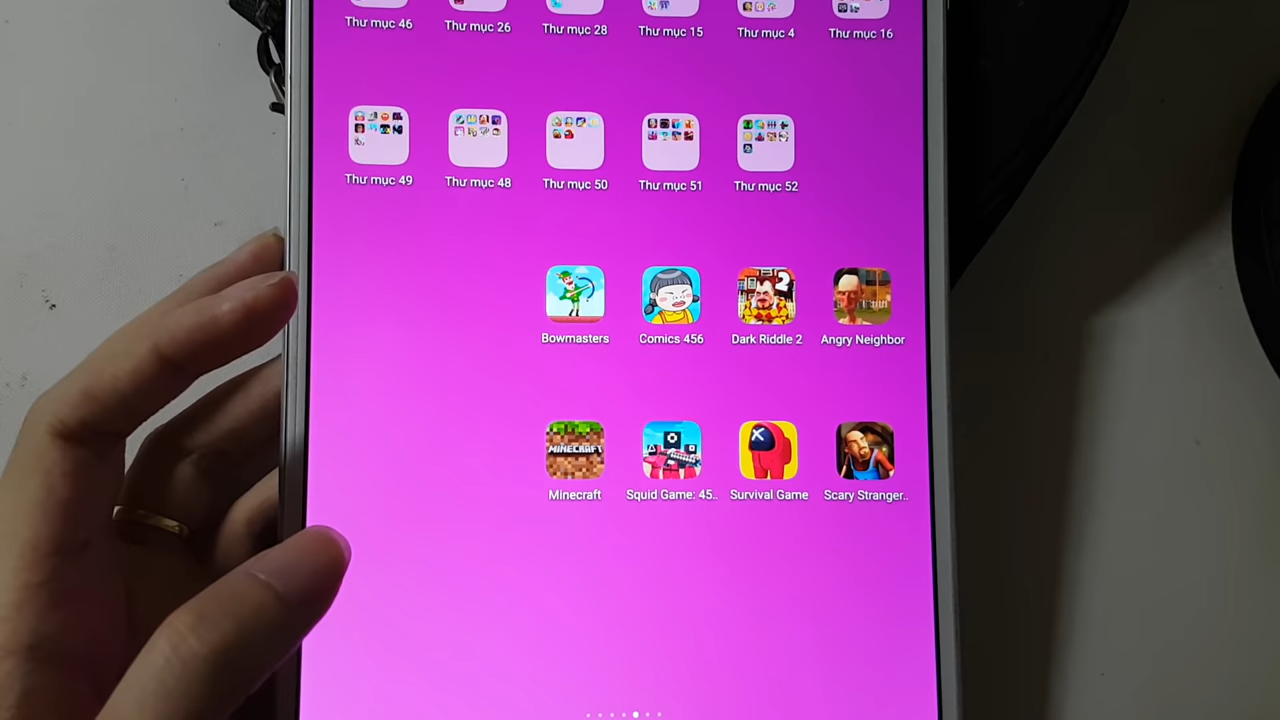 Thư mục 46
Thư mục 26
Thư mục 28
Thư mục 15
Thư mục 4
Thư mục 16
Thư mục 49
Thư mục 48
Thư mục 50
Thư mục 51
Thư mục 52
2
Bowmasters
Comics 456
Dark Riddle 2
Angry Neighbor
MINECRAFT
Minecraft
Squid Game: 45..
Survival Game
Scary Stranger..